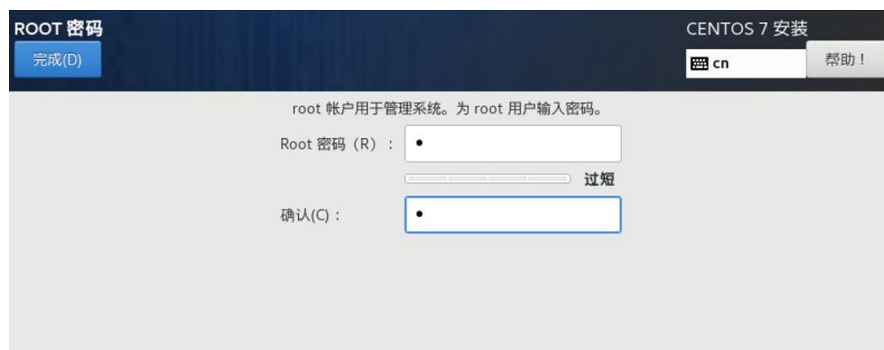 ROOT 密码
CENTOS 7 安装
完成(D)
cn
帮助！
root 帐户用于管理系统。为 root 用户输入密码。
Root 密码（R）：
过短
确认(C)：